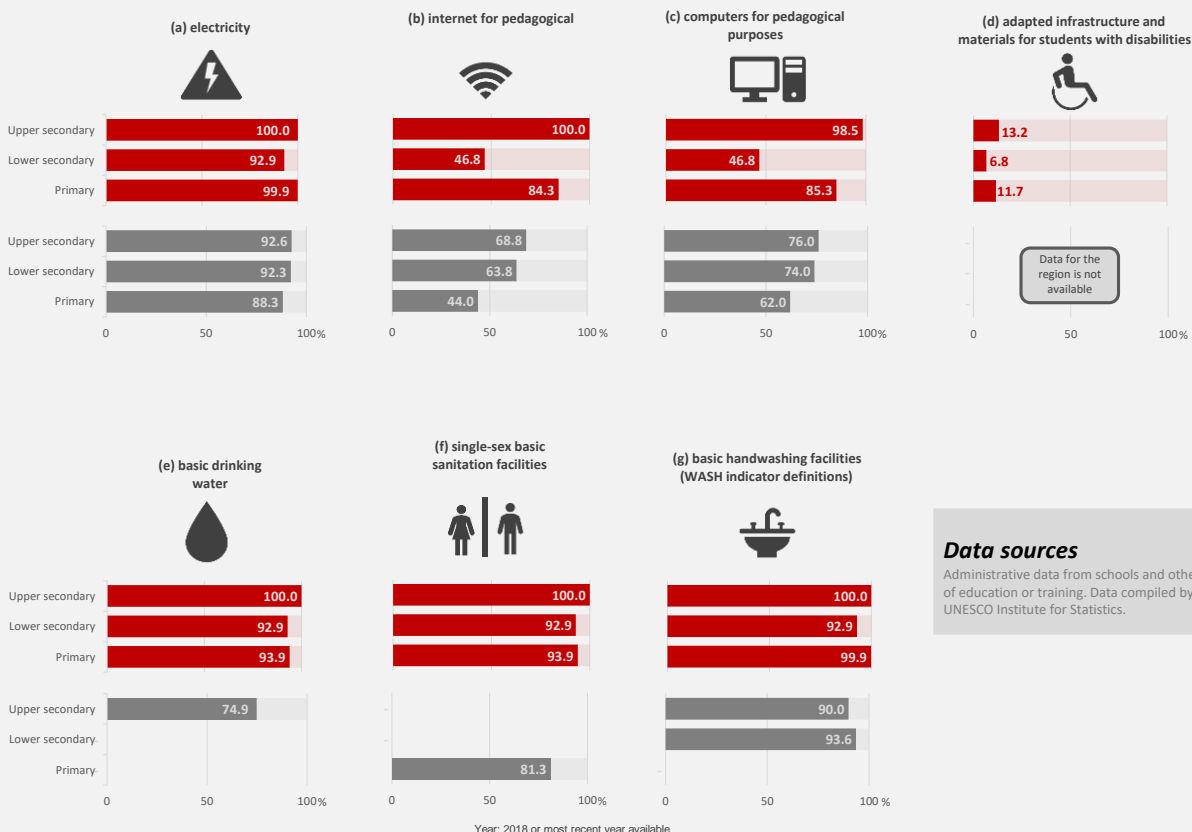 (a) electricity
(b) internet for pedagogical
(c) computers for pedagogical
purposes
(d) adapted infrastructure and
materials for students with disabilities
Upper secondary 100.0 100.0 98.5 13.2
Lower secondary 92.9 46.8 46.8 6.8
Primary 99.9 84.3 85.3 11.7
Upper secondary 92.6 68.8 76.0
Lower secondary 92.3 63.8 74.0
Primary 88.3 44.0 62.0
Data for the
region is not
available
0 50 100% 0 50 100% 0 50 100% 0 50 100%
(e) basic drinking
water
(f) single-sex basic
sanitation facilities
(g) basic handwashing facilities
(WASH indicator definitions)
Upper secondary 100.0 100.0 100.0
Lower secondary 92.9 92.9 92.9
Primary 93.9 93.9 99.9
Upper secondary 74.9 90.0
Lower secondary 93.6
Primary 81.3
0 50 100% 0 50 100% 0 50 100%
Data sources
Administrative data from schools and othe
of education or training. Data compiled by
UNESCO Institute for Statistics.
Year: 2018 or most recent year available